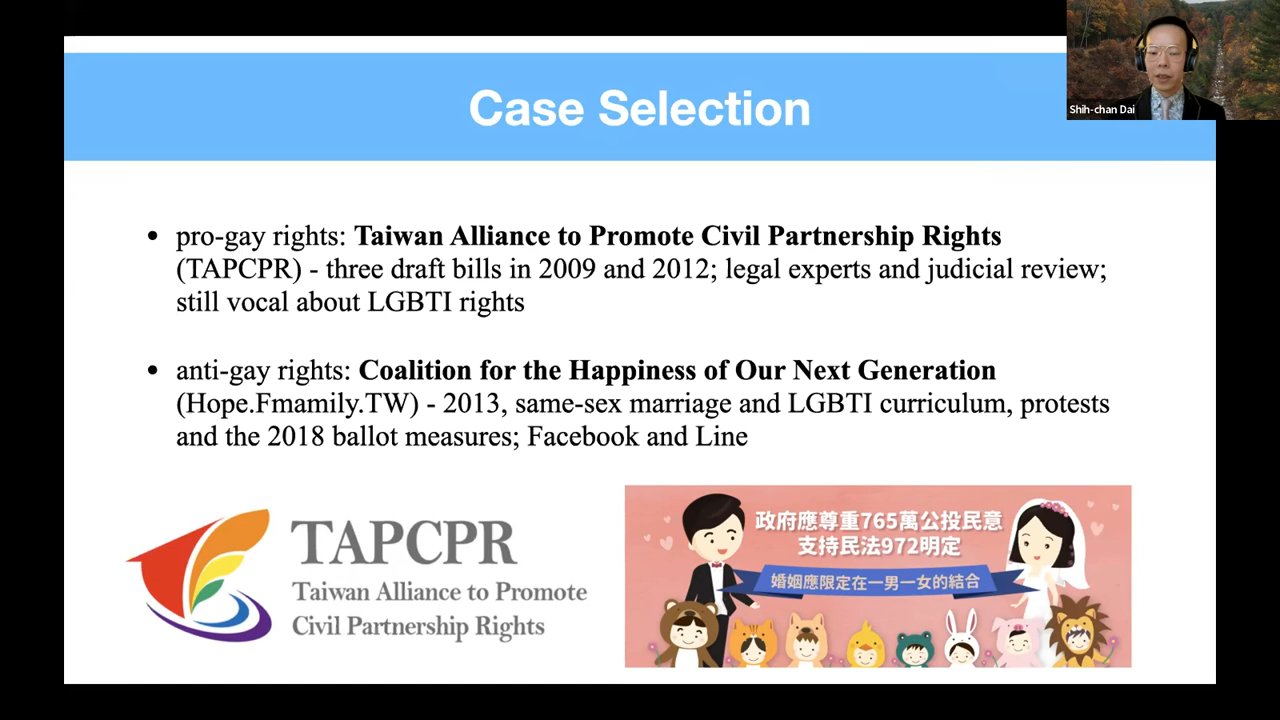 Case Selection
Shih-chan Dai
• pro-gay rights: Taiwan Alliance to Promote Civil Partnership Rights
(TAPCPR) - three draft bills in 2009 and 2012; legal experts and judicial review;
still vocal about LGBTI rights
• anti-gay rights: Coalition for the Happiness of Our Next Generation
(Hope.Fmamily.TW) - 2013, same-sex marriage and LGBTI curriculum, protests
and the 2018 ballot measures; Facebook and Line
TAPCPR
Taiwan Alliance to Promote
Civil Partnership Rights
政府應尊重765萬公投民意
支持民法972明定
婚姻應限定在一男一女的結合